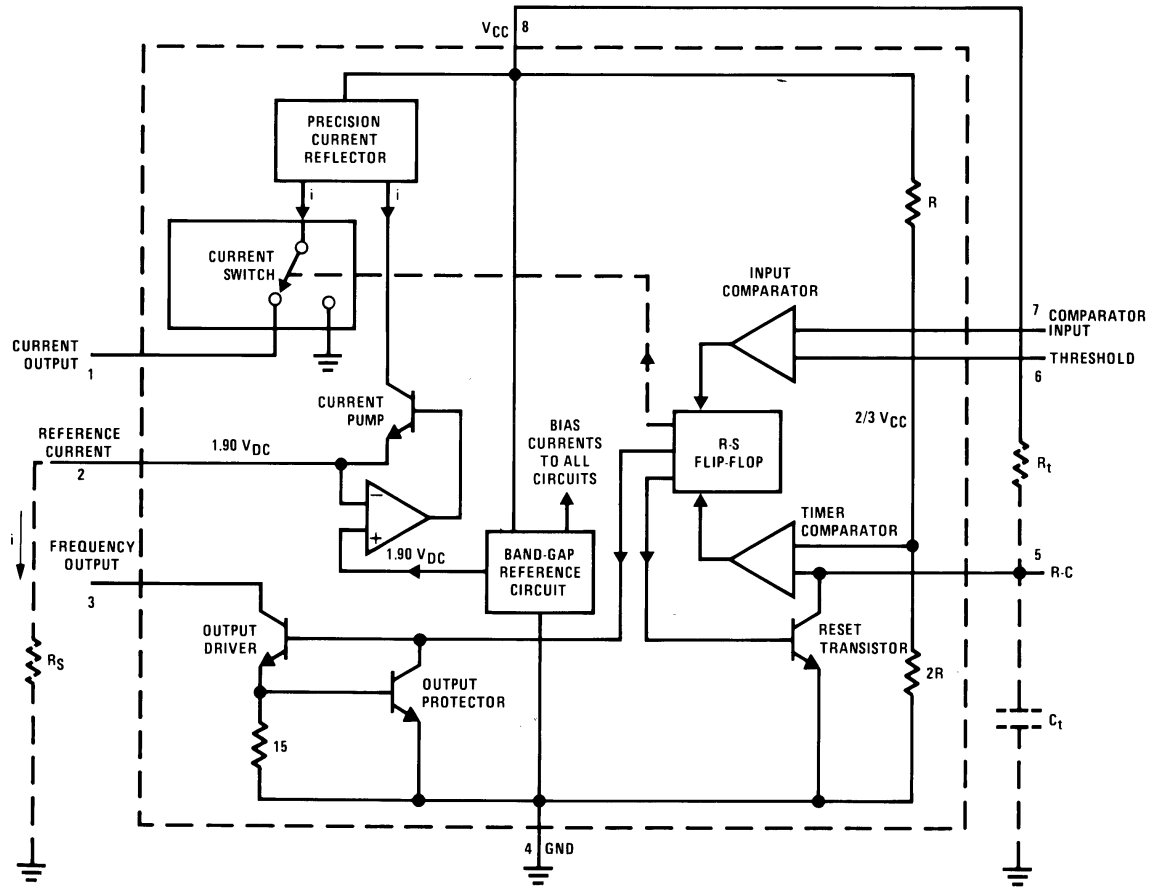 VCC 8
PRECISION
CURRENT
REFLECTOR
i i
R
CURRENT
SWITCH
INPUT
COMPARATOR
7 COMPARATOR
INPUT
CURRENT
OUTPUT
1
THRESHOLD
6
CURRENT
PUMP
BIAS
CURRENTS
TO ALL
CIRCUITS
R-S
FLIP-FLOP
2/3 VCC
REFERENCE
CURRENT
2
1.90 VDC
Rt
−
+
1.90 VDC
TIMER
COMPARATOR
i
FREQUENCY
OUTPUT
3
BAND-GAP
REFERENCE
CIRCUIT
5
R-C
OUTPUT
DRIVER
RESET
TRANSISTOR
RS
2R
OUTPUT
PROTECTOR
15
Ct
4 GND